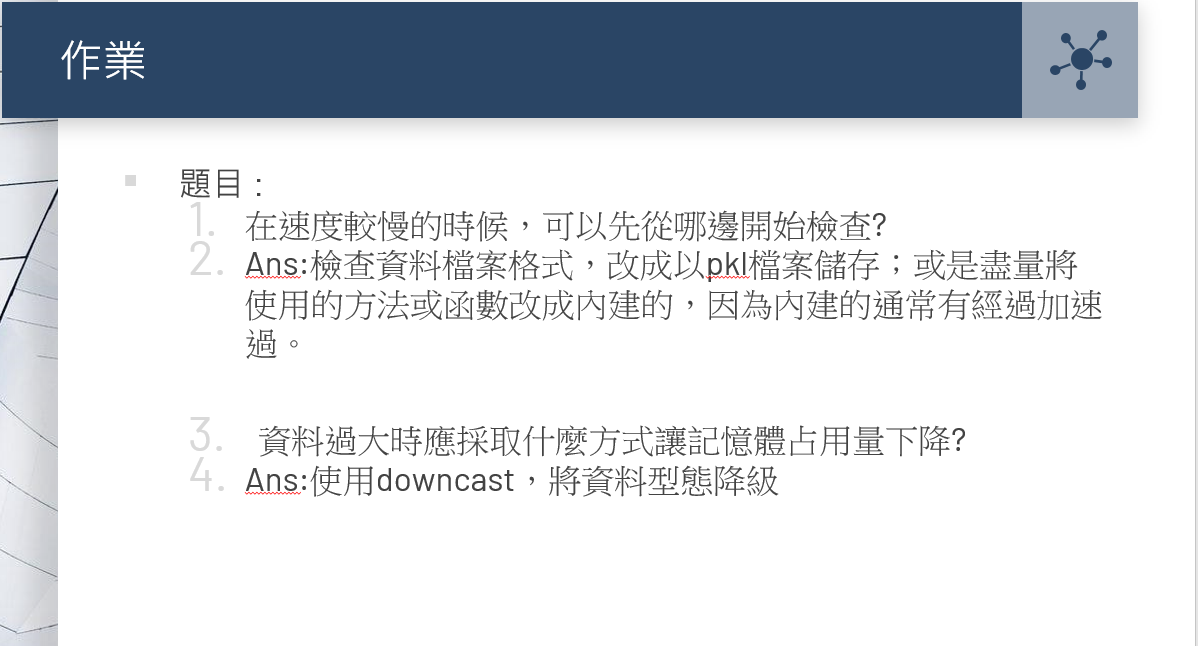 作業
題目：
1. 在速度較慢的時候，可以先從哪邊開始檢查?
2. Ans:檢查資料檔案格式，改成以pkl檔案儲存；或是盡量將
使用的方法或函數改成內建的，因為內建的通常有經過加速
過。
3. 資料過大時應採取什麼方式讓記憶體占用量下降?
4. Ans:使用downcast，將資料型態降級